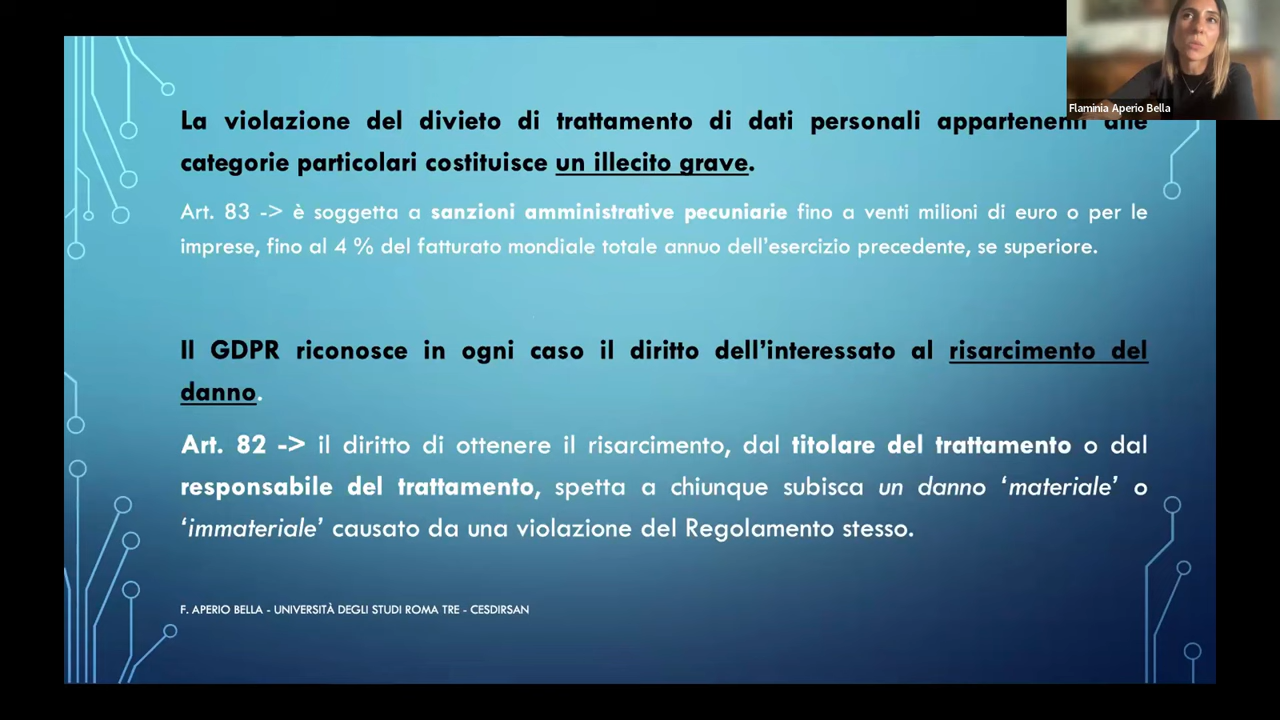 Flaminia Aperio Bella
La violazione del divieto di trattamento di dati personali appartenenti alle
categorie particolari costituisce un illecito grave.
Art. 83 -> è soggetta a sanzioni amministrative pecuniarie fino a venti milioni di euro o per le
imprese, fino al 4 % del fatturato mondiale totale annuo dell’esercizio precedente, se superiore.
Il GDPR riconosce in ogni caso il diritto dell’interessato al risarcimento del
danno.
Art. 82 -> il diritto di ottenere il risarcimento, dal titolare del trattamento o dal
responsabile del trattamento, spetta a chiunque subisca un danno ‘materiale’ o
‘immateriale’ causato da una violazione del Regolamento stesso.
F. APERIO BELLA - UNIVERSITÀ DEGLI STUDI ROMA TRE - CESDIRSAN